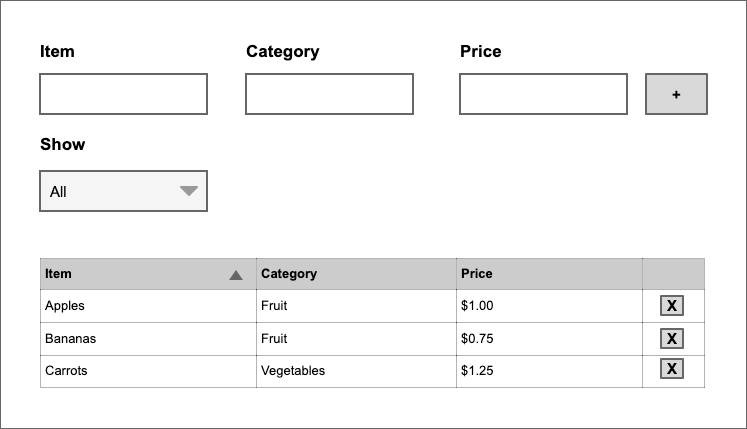 Item Category Price
+
Show
All
Item Category Price
Apples Fruit $1.00 X
Bananas Fruit $0.75 X
Carrots Vegetables $1.25 X